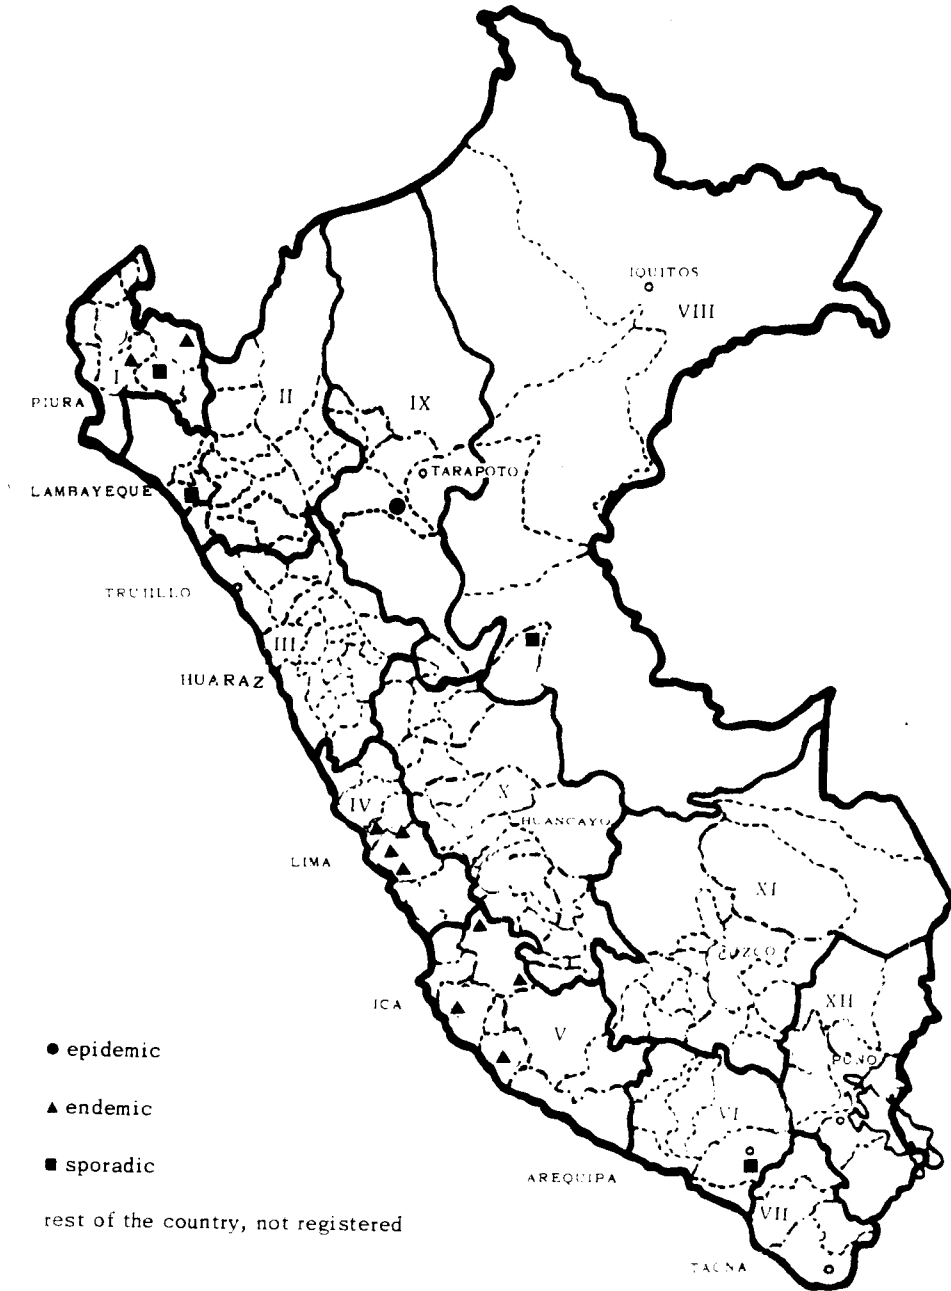 IQUITOS
VIII
I
PIURA
II
IX
TARAPOTO
LAMBAYEQUE
TRUJILLO
III
HUARAZ
IV
X
HUANCAYO
LIMA
XI
CUZCO
ICA
XII
V
PUNO
epidemic
endemic
VI
sporadic
AREQUIPA
VII
rest of the country, not registered
TACNA